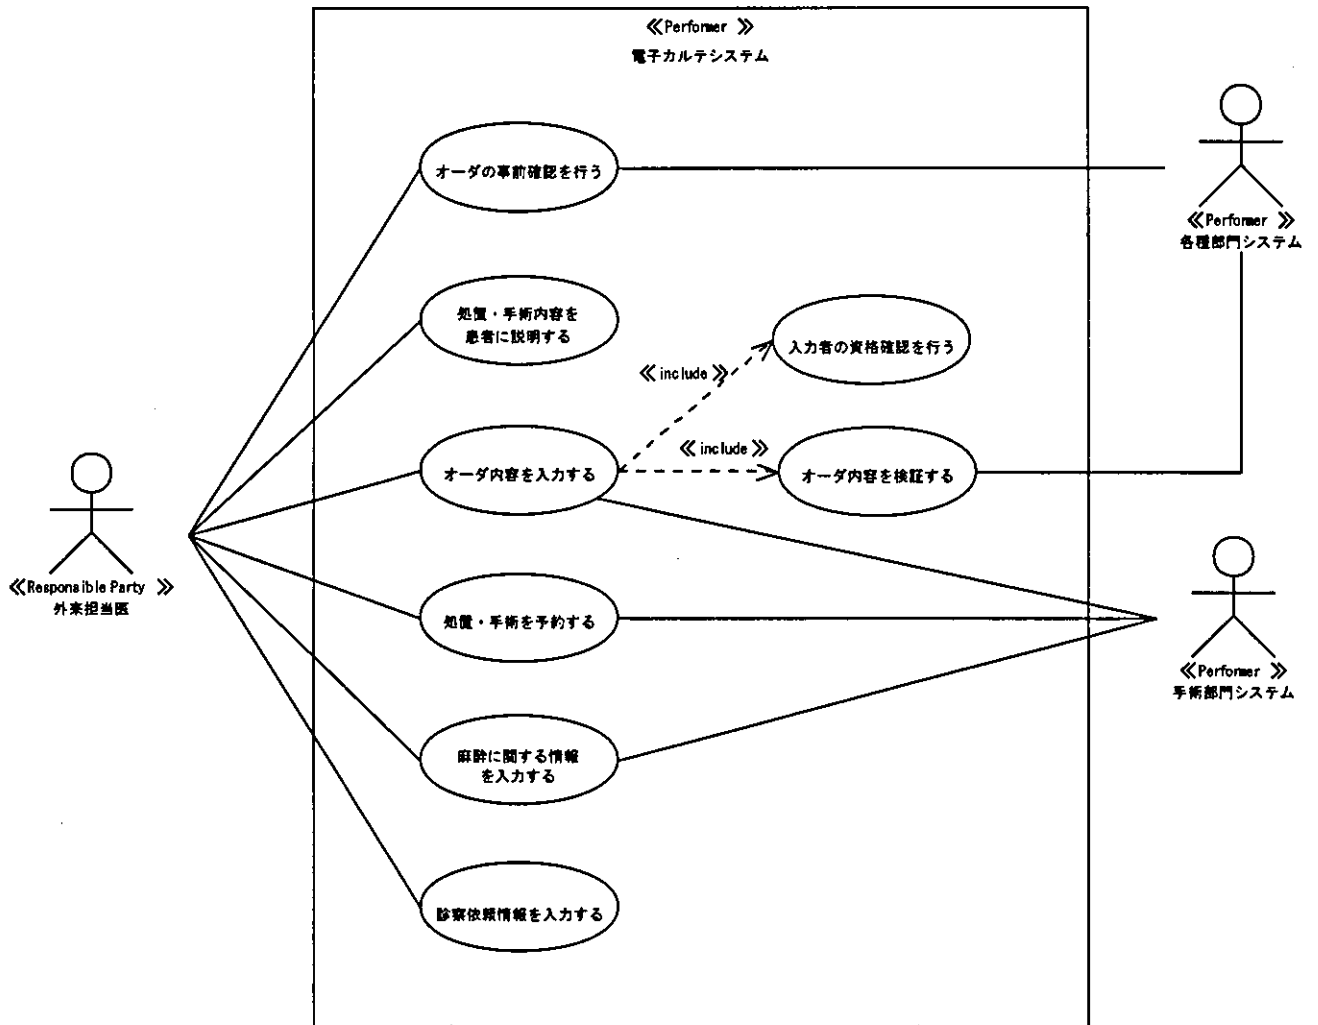 ≪Performer ≫
電子カルテシステム
オーダの事前確認を行う
≪Performer ≫
各種部門システム
処置・手術内容を
患者に説明する
入力者の資格確認を行う
≪include≫
≪include≫
オーダ内容を入力する
オーダ内容を検証する
≪Responsible Party ≫
外来担当医
処置・手術を予約する
≪Performer ≫
手術部門システム
麻酔に関する情報
を入力する
診察依頼情報を入力する